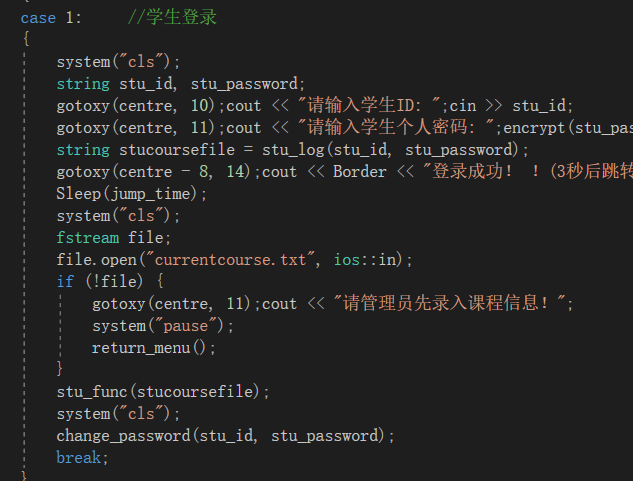 case 1:     //学生登录
{
    system("cls");
    string stu_id, stu_password;
    gotoxy(centre, 10);cout << "请输入学生ID: ";cin >> stu_id;
    gotoxy(centre, 11);cout << "请输入学生个人密码: ";encrypt(stu_pas
    string stucoursefile = stu_log(stu_id, stu_password);
    gotoxy(centre - 8, 14);cout << Border << "登录成功! ! (3秒后跳转
    Sleep(jump_time);
    system("cls");
    fstream file;
    file.open("currentcourse.txt", ios::in);
    if (!file) {
        gotoxy(centre, 11);cout << "请管理员先录入课程信息!";
        system("pause");
        return_menu();
    }
    stu_func(stucoursefile);
    system("cls");
    change_password(stu_id, stu_password);
    break;
}